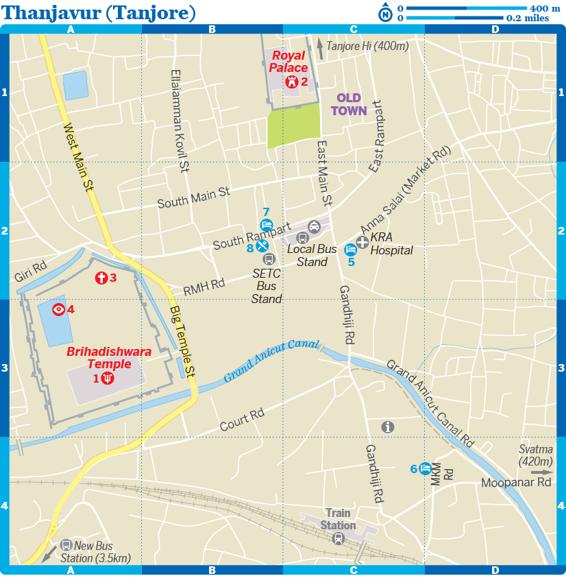 Thanjavur (Tanjore)
N
0 400 m
0 0.2 miles
A B C D
1
Royal
Palace
2
Tanjore Hi (400m)
OLD
TOWN
West Main St
Ellaiamman Kovil St
East Main St
East Rampart
1
2
South Main St
South Rampart
7
8
Anna Salai (Market Rd)
KRA
Hospital
5
Local Bus
Stand
SETC
Bus
Stand
2
Giri Rd
3
RMH Rd
4
Big Temple St
Gandhiji Rd
3
Brihadishwara
Temple
1
Grand Anicut Canal
Grand Anicut Canal Rd
3
Court Rd
i
Gandhiji Rd
6
MKM
Rd
Svatma
(420m)
Moopanar Rd
4
Train
Station
4
New Bus
Station (3.5km)
A B C D